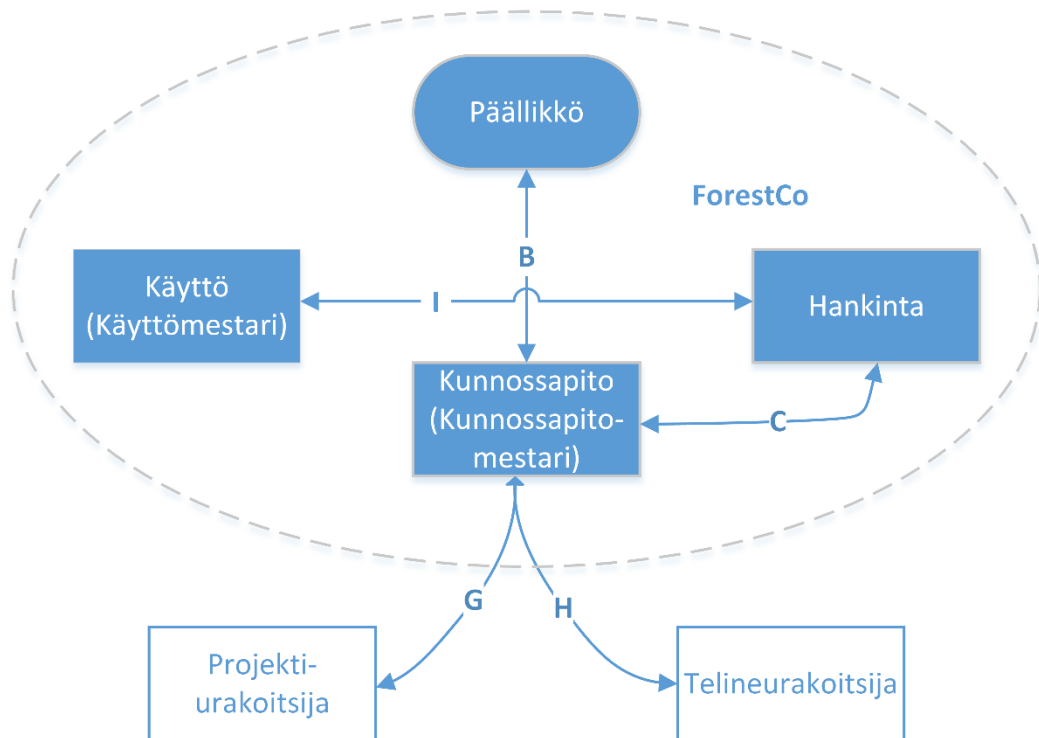 Päällikkö
ForestCo
B
Käyttö
(Käyttömestari)
I
Hankinta
Kunnossapito
(Kunnossapito-
mestari)
C
G
H
Projekti-
urakoitsija
Telineurakoitsija